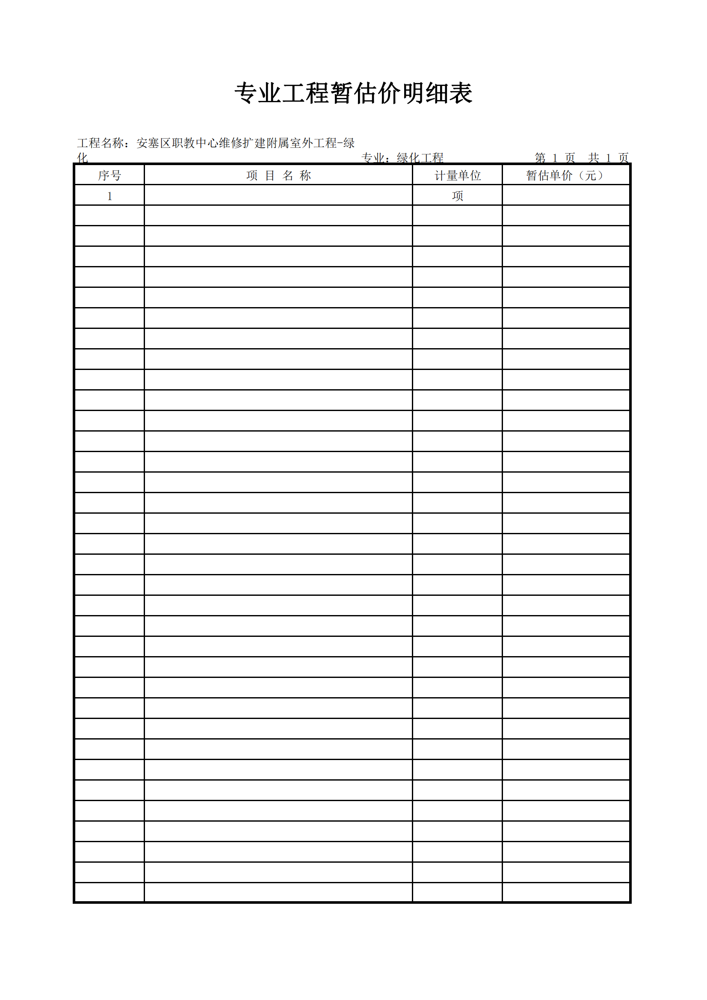 专业工程暂估价明细表
工程名称：安塞区职教中心维修扩建附属室外工程-绿
化 专业：绿化工程 第 1 页 共 1 页
序号 项 目 名 称 计量单位 暂估单价（元）
1 项